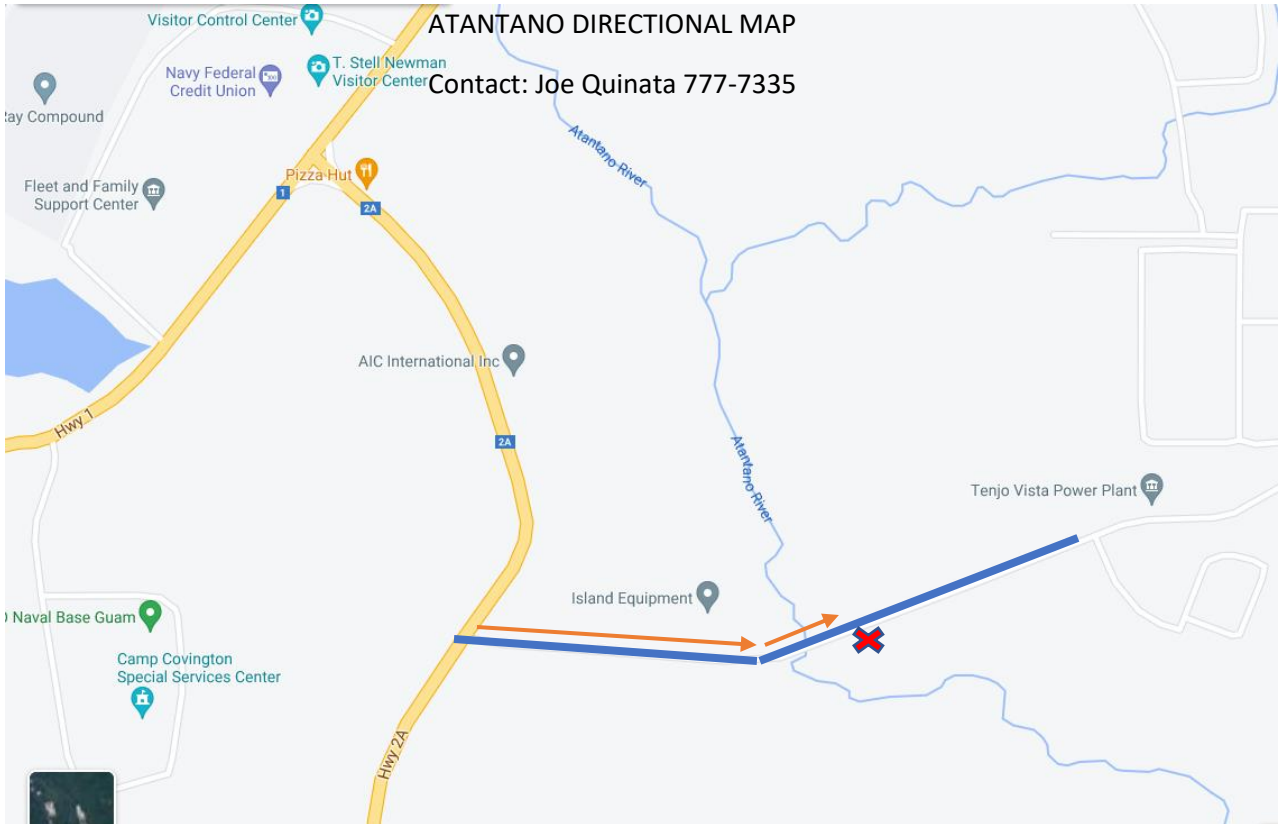 ATANTANO DIRECTIONAL MAP
Visitor Control Center
T. Stell Newman
Visitor Center
Contact: Joe Quinata 777-7335
Navy Federal
Credit Union
ay Compound
Atantano River
Pizza Hut
Fleet and Family
Support Center
1
2A
AIC International Inc
Hwy 1
2A
Atantano River
Tenjo Vista Power Plant
Island Equipment
Naval Base Guam
Camp Covington
Special Services Center
Hwy 2A